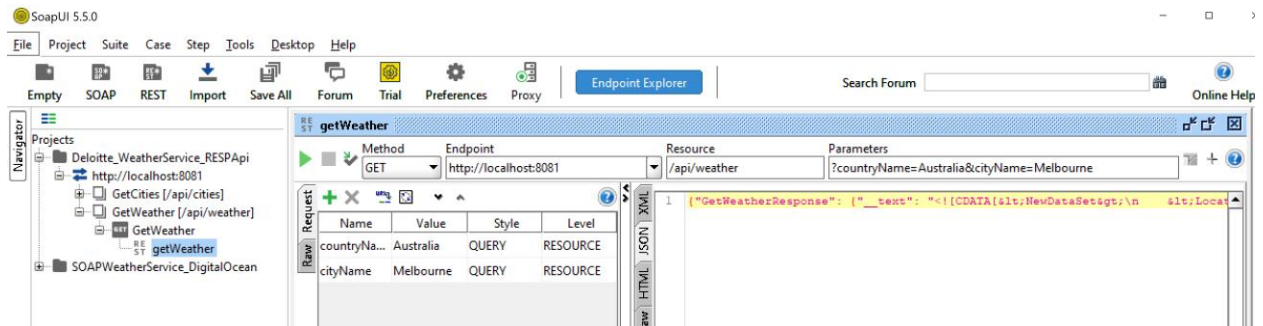 SoapUI 5.5.0
File Project Suite Case Step Tools Desktop Help
Empty SOAP REST Import Save All Forum Trial Preferences Proxy Endpoint Explorer Search Forum Online Help
Navigator
Projects
Deloitte_WeatherService_RESPApi
http://localhost:8081
GetCities [/api/cities]
GetWeather [/api/weather]
GET GetWeather
REST getWeather
SOAPWeatherService_DigitalOcean
REST getWeather
Method Endpoint Resource Parameters
GET http://localhost:8081 /api/weather ?countryName=Australia&cityName=Melbourne
Request
Raw
Name Value Style Level
countryNa... Australia QUERY RESOURCE
cityName Melbourne QUERY RESOURCE
XML
JSON
HTML
1 {"GetWeatherResponse": {"__text": "<![CDATA[&lt;NewDataSet&gt;\n &lt;Locat